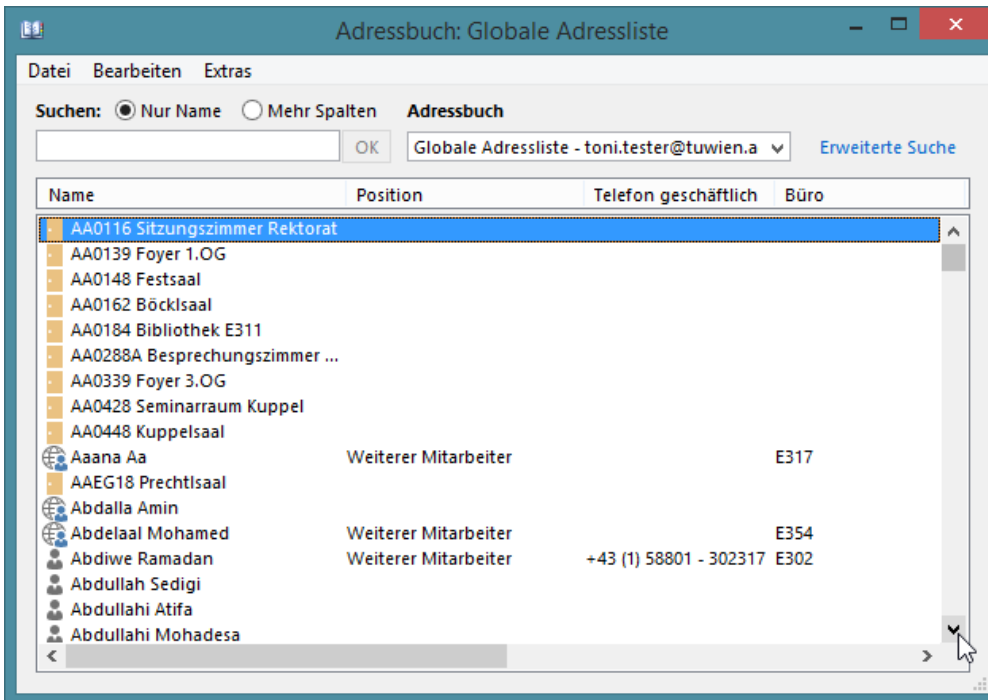 Adressbuch: Globale Adressliste
Datei Bearbeiten Extras
Suchen: Nur Name Mehr Spalten Adressbuch
OK Globale Adressliste - toni.tester@tuwien.a Erweiterte Suche
Name Position Telefon geschäftlich Büro
AA0116 Sitzungszimmer Rektorat
AA0139 Foyer 1.OG
AA0148 Festsaal
AA0162 Böcklsaal
AA0184 Bibliothek E311
AA0288A Besprechungszimmer ...
AA0339 Foyer 3.OG
AA0428 Seminarraum Kuppel
AA0448 Kuppelsaal
Aaana Aa Weiterer Mitarbeiter E317
AAEG18 Prechtlsaal
Abdalla Amin
Abdelaal Mohamed Weiterer Mitarbeiter E354
Abdiwe Ramadan Weiterer Mitarbeiter +43 (1) 58801 - 302317 E302
Abdullah Sedigi
Abdullahi Atifa
Abdullahi Mohadesa